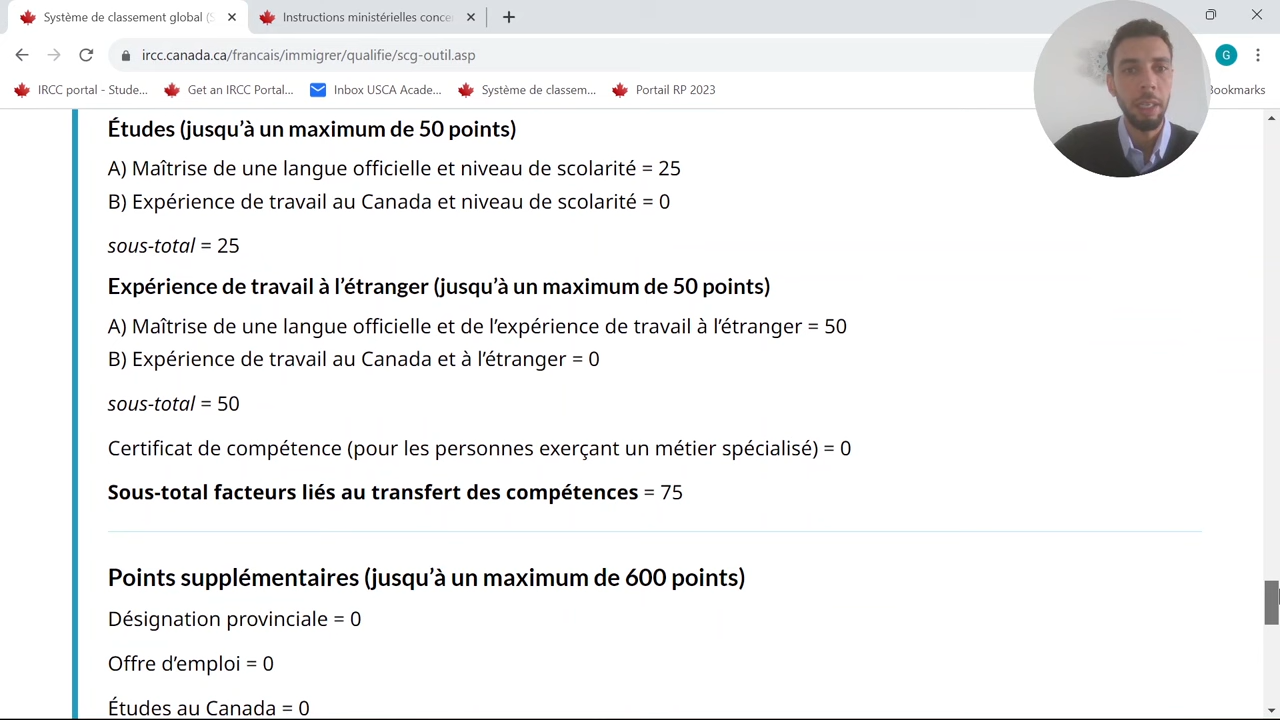 Système de classement global (S
Instructions ministérielles conce
ircc.canada.ca/francais/immigrer/qualifie/scg-outil.asp
G
IRCC portal - Stude...
Get an IRCC Portal...
Inbox USCA Acade...
Système de classem...
Portail RP 2023
Bookmarks
Études (jusqu’à un maximum de 50 points)
A) Maîtrise de une langue officielle et niveau de scolarité = 25
B) Expérience de travail au Canada et niveau de scolarité = 0
sous-total = 25
Expérience de travail à l’étranger (jusqu’à un maximum de 50 points)
A) Maîtrise de une langue officielle et de l’expérience de travail à l’étranger = 50
B) Expérience de travail au Canada et à l’étranger = 0
sous-total = 50
Certificat de compétence (pour les personnes exerçant un métier spécialisé) = 0
Sous-total facteurs liés au transfert des compétences = 75
Points supplémentaires (jusqu’à un maximum de 600 points)
Désignation provinciale = 0
Offre d’emploi = 0
Études au Canada = 0